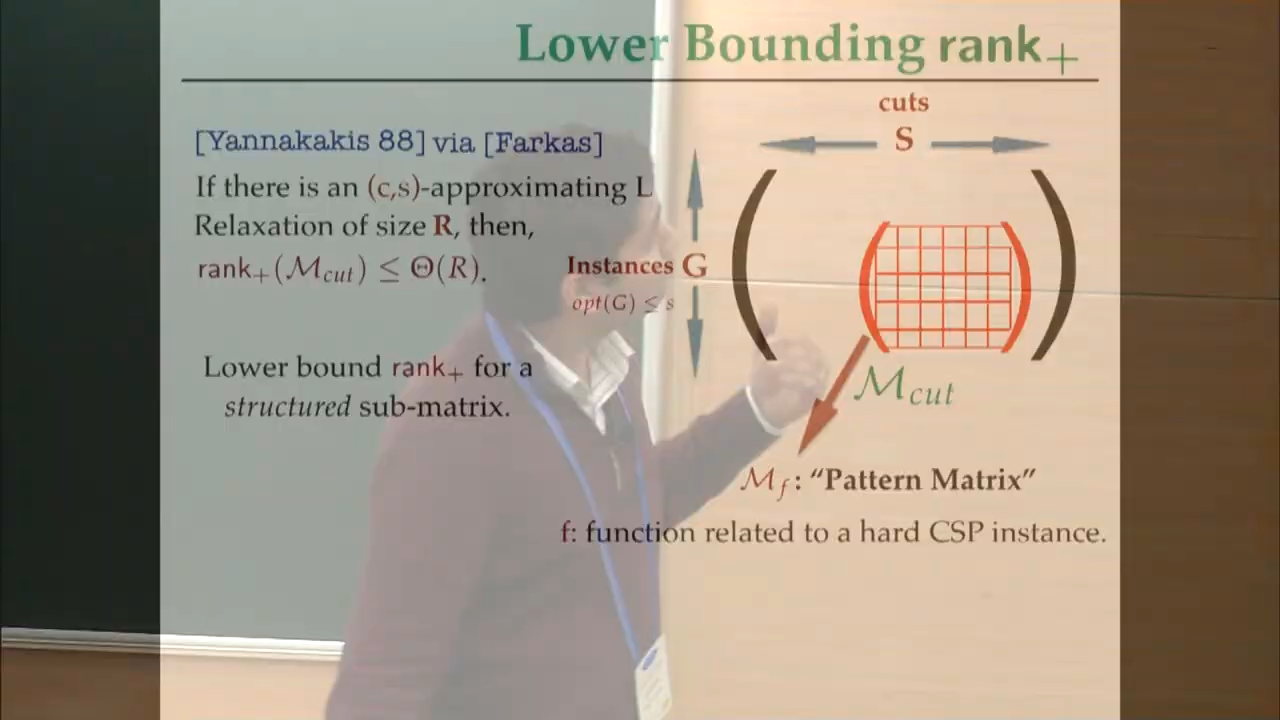 Lower Bounding rank₊
[Yannakakis 88] via [Farkas]
If there is an (c,s)-approximating L
Relaxation of size R, then,
rank₊(ℳ_cut) ≤ Θ(R).
Lower bound rank₊ for a
structured sub-matrix.
cuts
S
Instances G
opt(G) ≤ s
ℳ_cut
ℳ_f: “Pattern Matrix”
f: function related to a hard CSP instance.